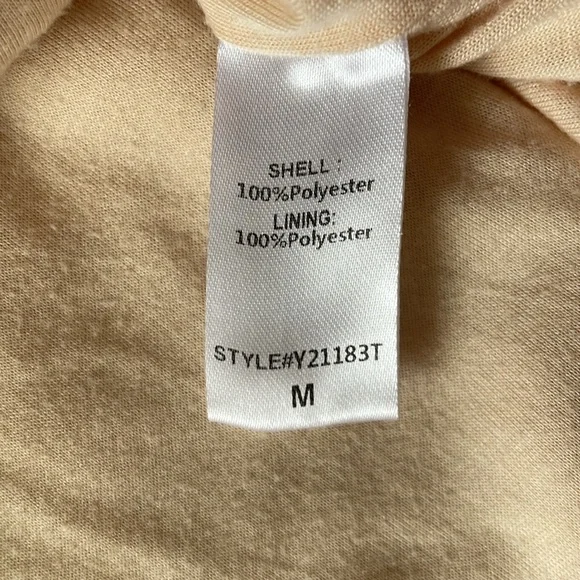 SHELL :
100%Polyester
LINING:
100%Polyester
STYLE#Y21183T
M